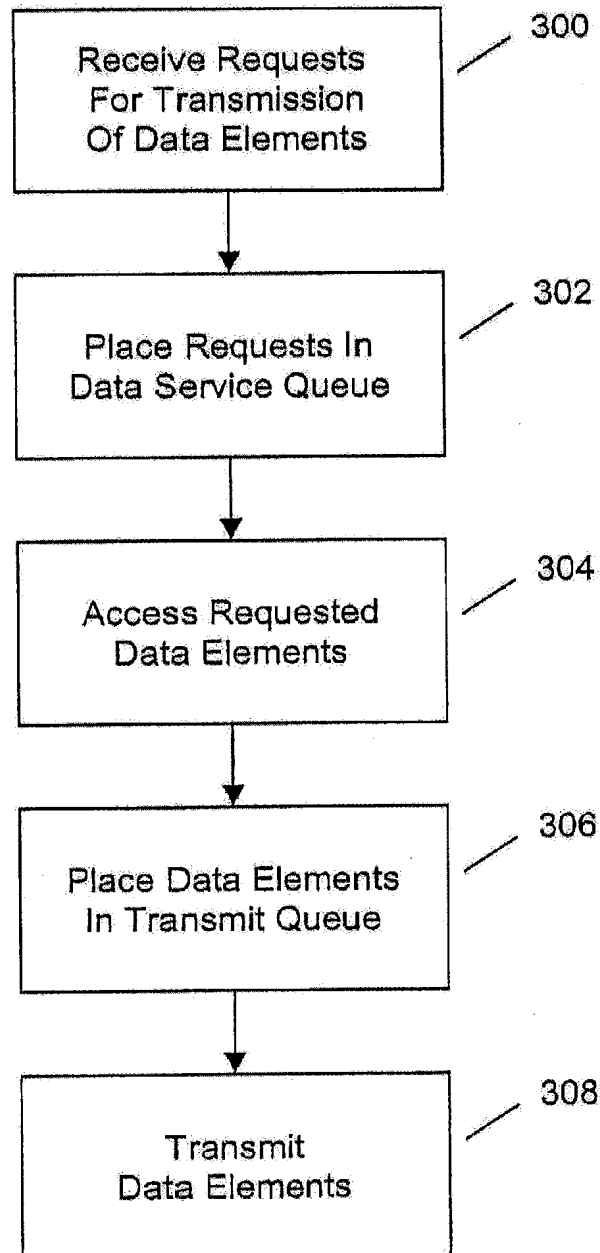 Receive Requests
For Transmission
Of Data Elements
300
Place Requests In
Data Service Queue
302
Access Requested
Data Elements
304
Place Data Elements
In Transmit Queue
306
Transmit
Data Elements
308